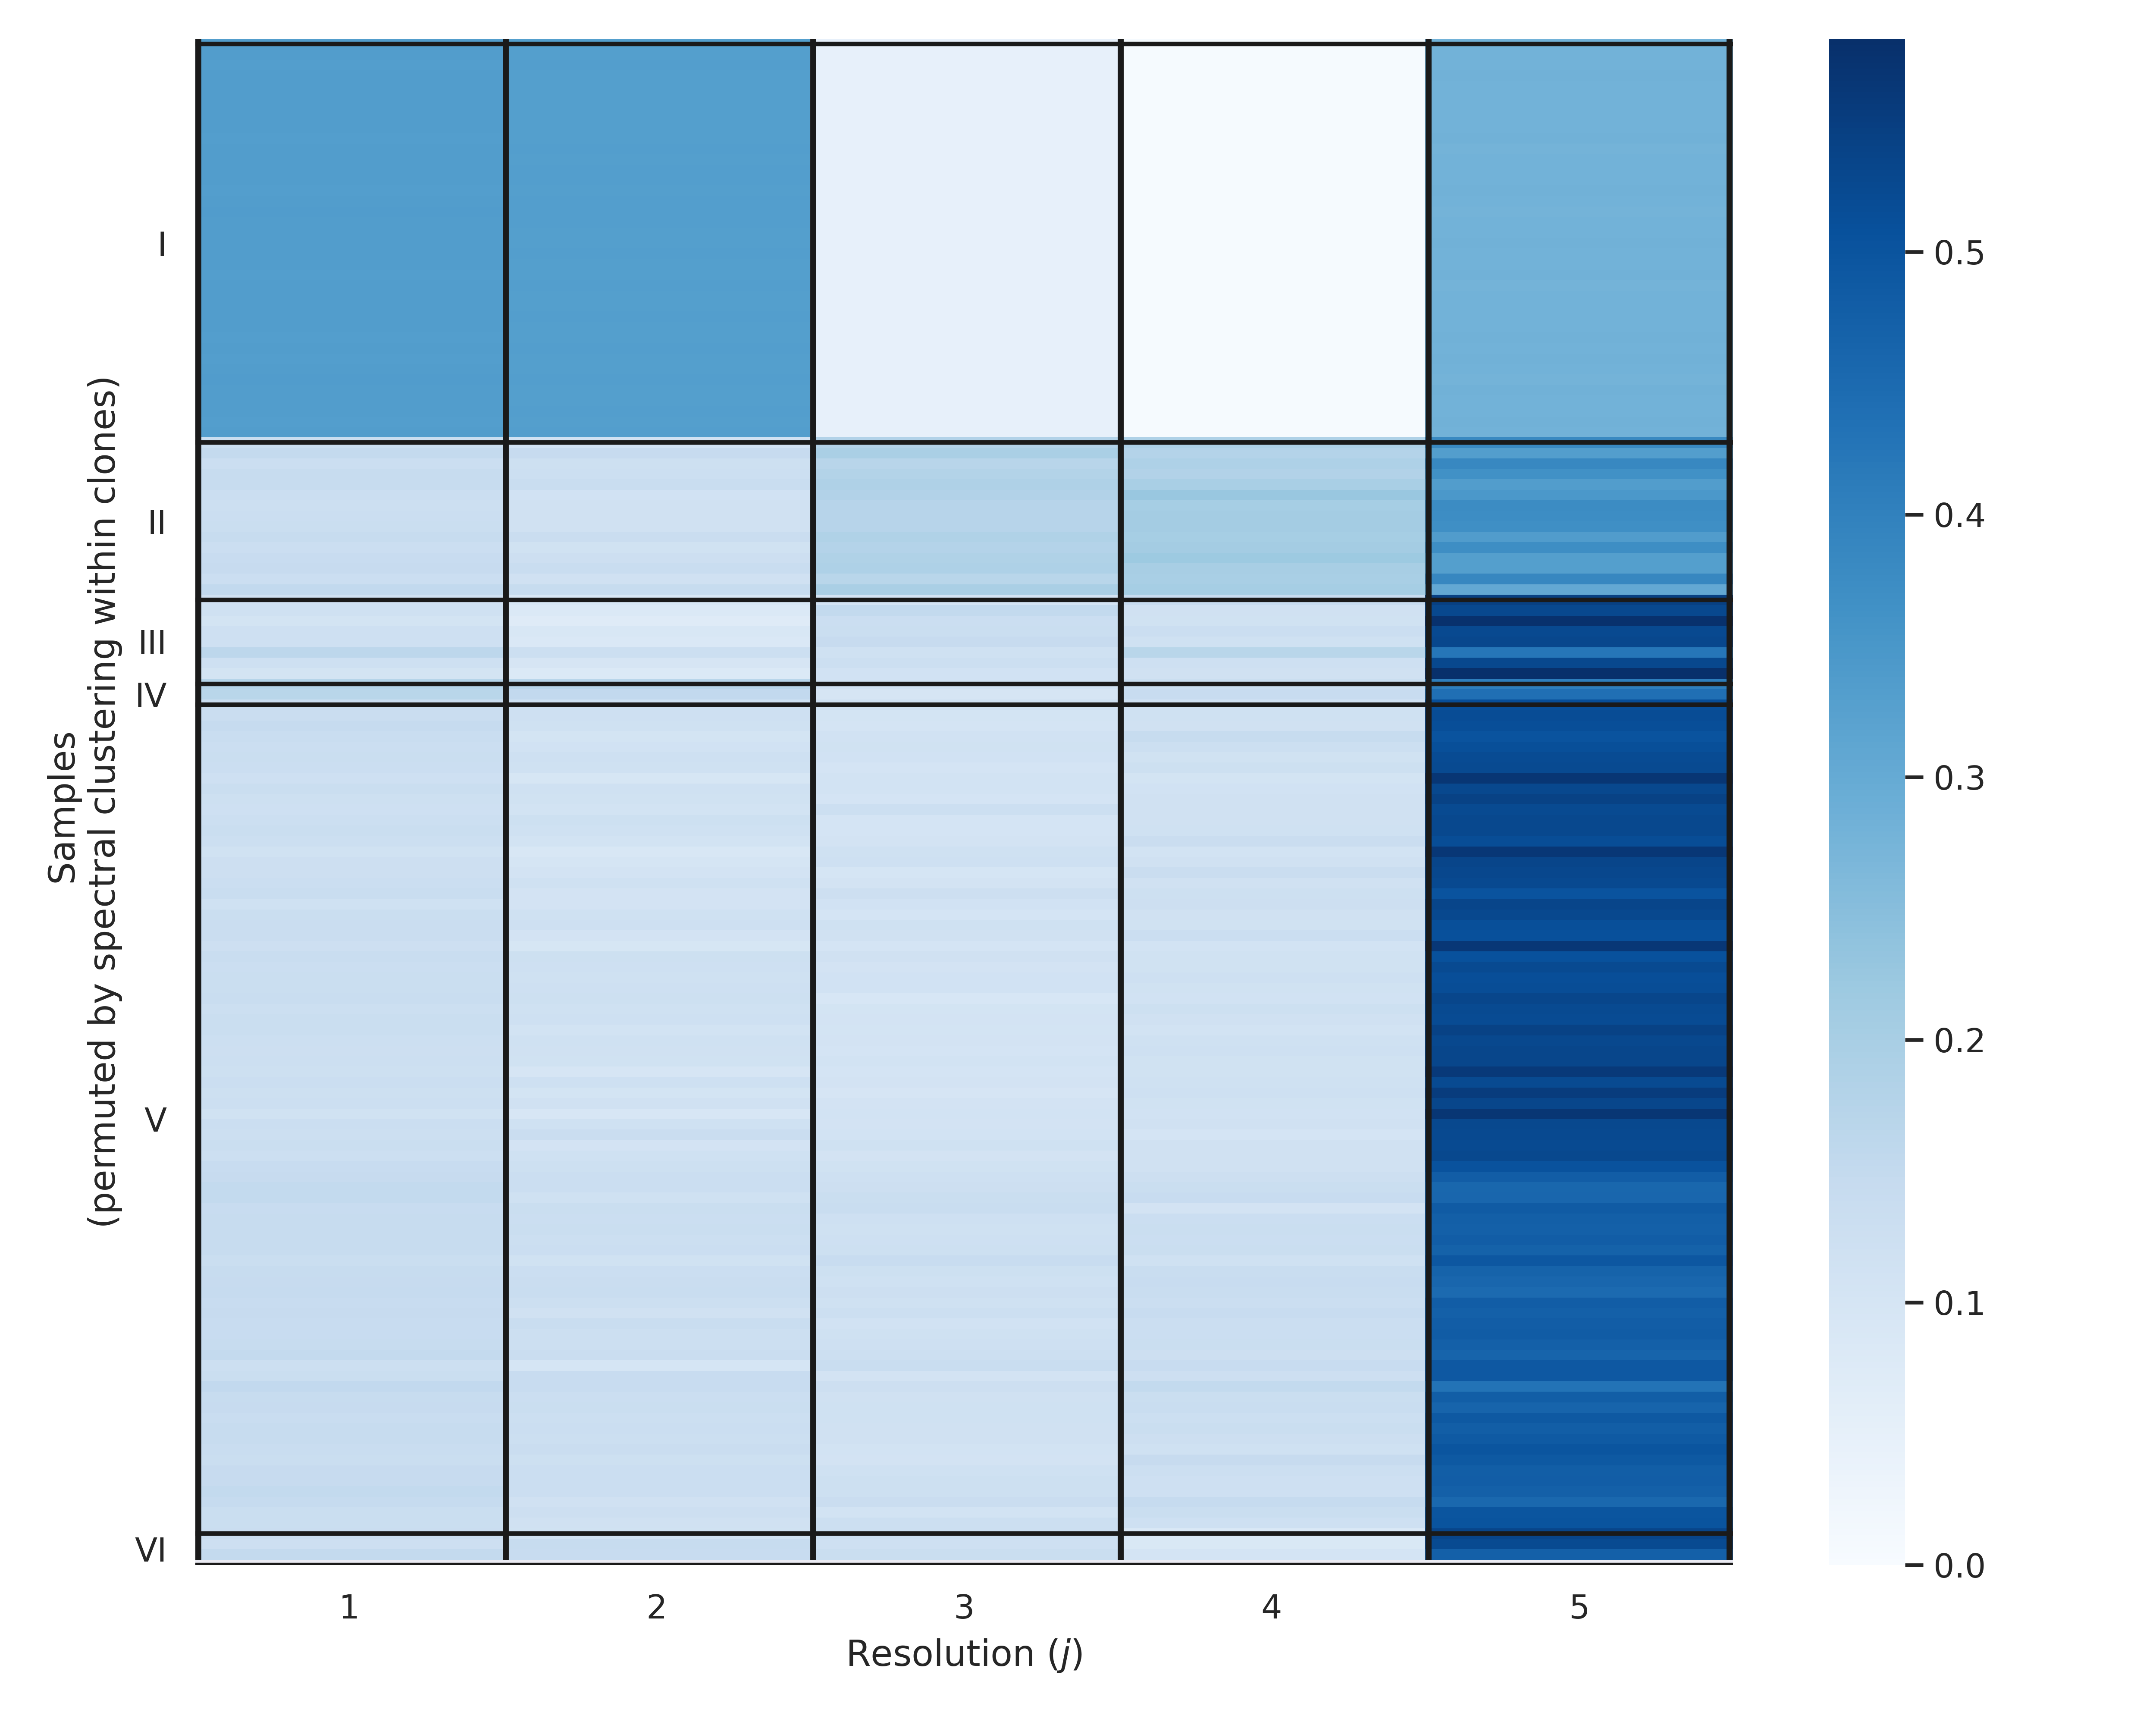 Samples
(permuted by spectral clustering within clones)
I
II
III
IV
V
VI
1 2 3 4 5
Resolution (j)
0.5
0.4
0.3
0.2
0.1
0.0